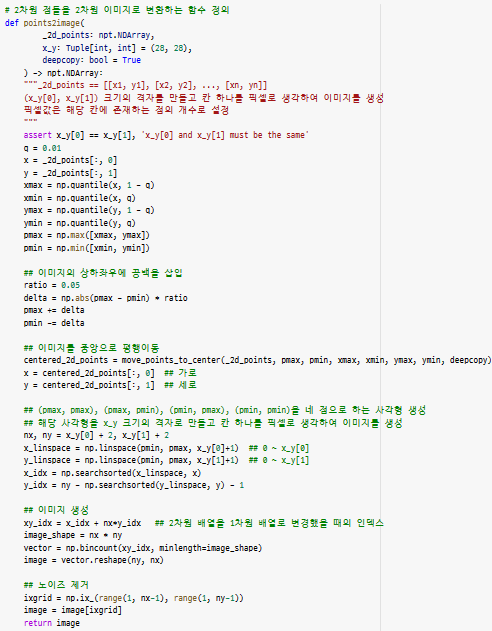 # 2차원 점들을 2차원 이미지로 변환하는 함수 정의
def points2image(
        _2d_points: npt.NDArray,
        x_y: Tuple[int, int] = (28, 28),
        deepcopy: bool = True
    ) -> npt.NDArray:
    """_2d_points == [[x1, y1], [x2, y2], ..., [xn, yn]]
    (x_y[0], x_y[1]) 크기의 격자를 만들고 칸 하나를 픽셀로 생각하여 이미지를 생성
    픽셀값은 해당 칸에 존재하는 점의 개수로 설정
    """
    assert x_y[0] == x_y[1], 'x_y[0] and x_y[1] must be the same'
    q = 0.01
    x = _2d_points[:, 0]
    y = _2d_points[:, 1]
    xmax = np.quantile(x, 1 - q)
    xmin = np.quantile(x, q)
    ymax = np.quantile(y, 1 - q)
    ymin = np.quantile(y, q)
    pmax = np.max([xmax, ymax])
    pmin = np.min([xmin, ymin])

    ## 이미지의 상하좌우에 공백을 삽입
    ratio = 0.05
    delta = np.abs(pmax - pmin) * ratio
    pmax += delta
    pmin -= delta

    ## 이미지를 중앙으로 평행이동
    centered_2d_points = move_points_to_center(_2d_points, pmax, pmin, xmax, xmin, ymax, ymin, deepcopy)
    x = centered_2d_points[:, 0]  ## 가로
    y = centered_2d_points[:, 1]  ## 세로

    ## (pmax, pmax), (pmax, pmin), (pmin, pmax), (pmin, pmin)을 네 점으로 하는 사각형 생성
    ## 해당 사각형을 x_y 크기의 격자로 만들고 칸 하나를 픽셀로 생각하여 이미지를 생성
    nx, ny = x_y[0] + 2, x_y[1] + 2
    x_linspace = np.linspace(pmin, pmax, x_y[0]+1)  ## 0 ~ x_y[0]
    y_linspace = np.linspace(pmin, pmax, x_y[1]+1)  ## 0 ~ x_y[1]
    x_idx = np.searchsorted(x_linspace, x)
    y_idx = ny - np.searchsorted(y_linspace, y) - 1

    ## 이미지 생성
    xy_idx = x_idx + nx*y_idx   ## 2차원 배열을 1차원 배열로 변경했을 때의 인덱스
    image_shape = nx * ny
    vector = np.bincount(xy_idx, minlength=image_shape)
    image = vector.reshape(ny, nx)

    ## 노이즈 제거
    ixgrid = np.ix_(range(1, nx-1), range(1, ny-1))
    image = image[ixgrid]
    return image